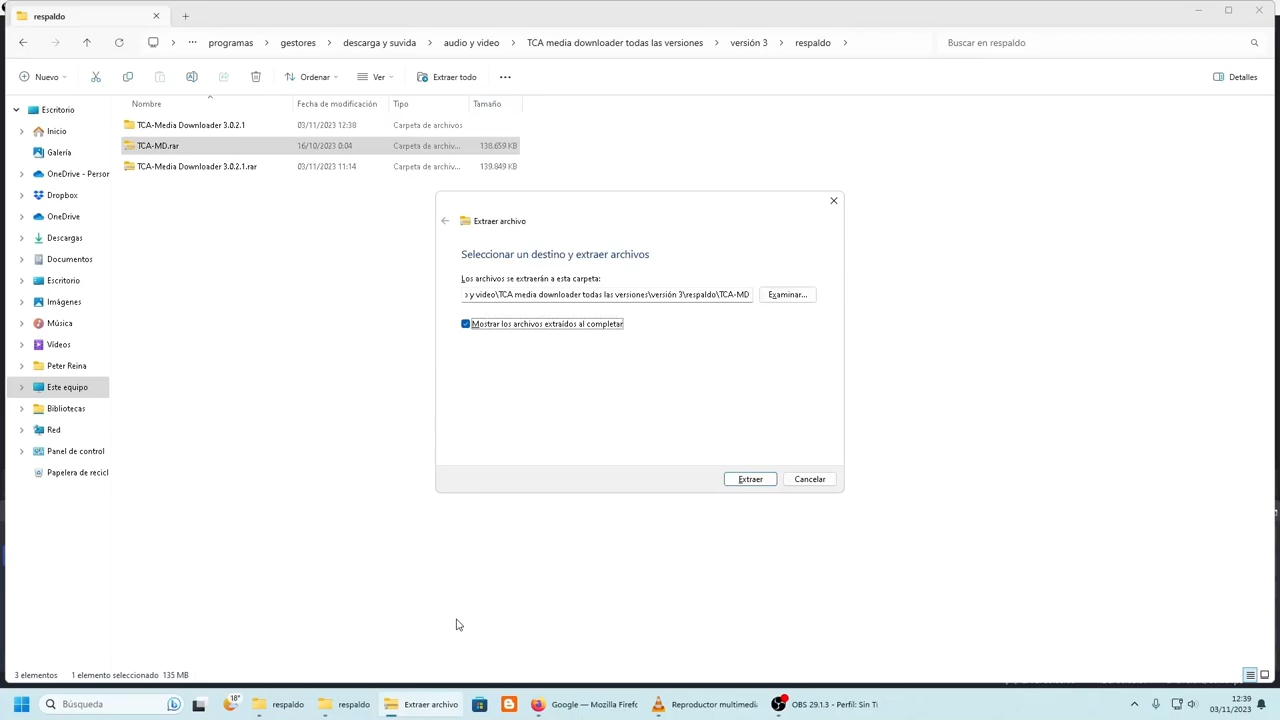 respaldo
programas
gestores
descarga y suvida
audio y video
TCA media downloader todas las versiones
versión 3
respaldo
Buscar en respaldo
Nuevo
Ordenar
Ver
Extraer todo
Detalles
Nombre
Fecha de modificación
Tipo
Tamaño
TCA-Media Downloader 3.0.2.1
03/11/2023 12:38
Carpeta de archivos
TCA-MD.rar
16/10/2023 0:04
Carpeta de archiv...
138.659 KB
TCA-Media Downloader 3.0.2.1.rar
03/11/2023 11:14
Carpeta de archiv...
139.849 KB
Escritorio
Inicio
Galería
OneDrive - Persor
Dropbox
OneDrive
Descargas
Documentos
Escritorio
Imágenes
Música
Vídeos
Peter Reina
Este equipo
Bibliotecas
Red
Panel de control
Papelera de recicl
Extraer archivo
Seleccionar un destino y extraer archivos
Los archivos se extraerán a esta carpeta:
o y video\TCA media downloader todas las versiones\versión 3\respaldo\TCA-MD
Examinar...
Mostrar los archivos extraídos al completar
Extraer
Cancelar
3 elementos
1 elemento seleccionado 135 MB
Búsqueda
18°
respaldo
respaldo
Extraer archivo
Google — Mozilla Firefo
Reproductor multimedia
OBS 29.1.3 - Perfil: Sin Ti
12:39
03/11/2023